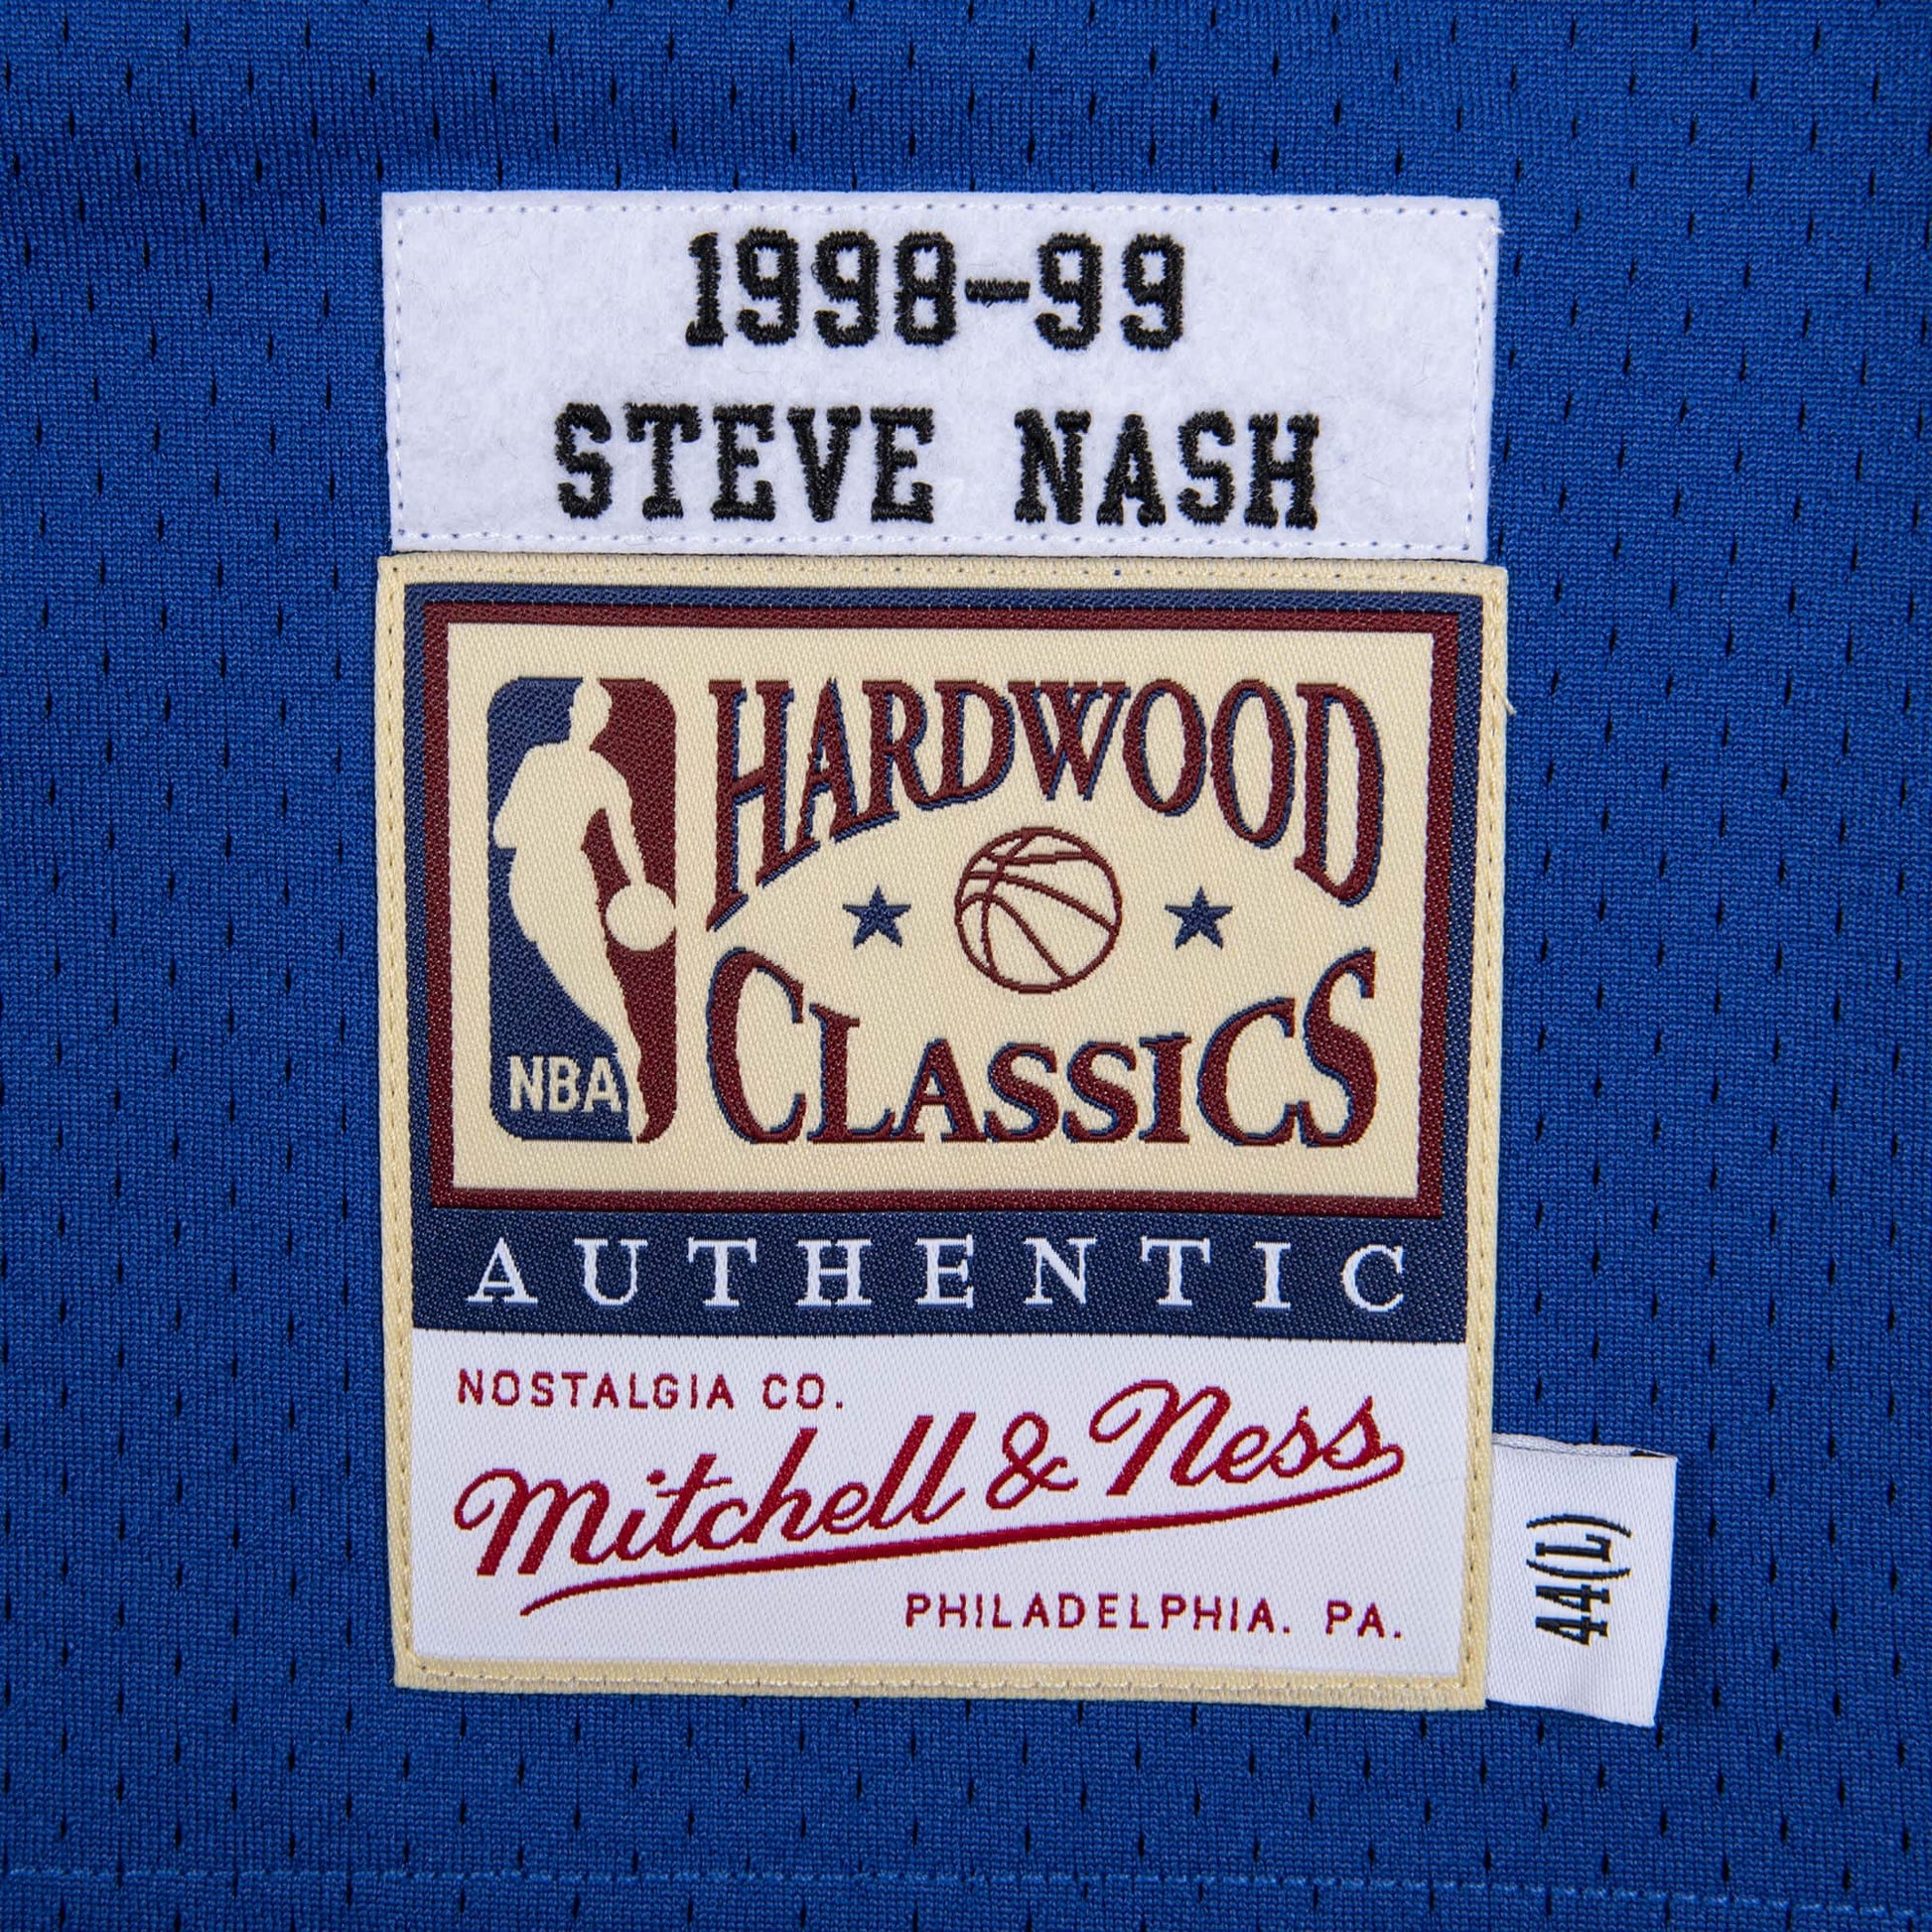 1998-99
STEVE NASH
HARDWOOD
CLASSICS
NBA
AUTHENTIC
NOSTALGIA CO.
Mitchell & Ness
PHILADELPHIA. PA.
44(L)